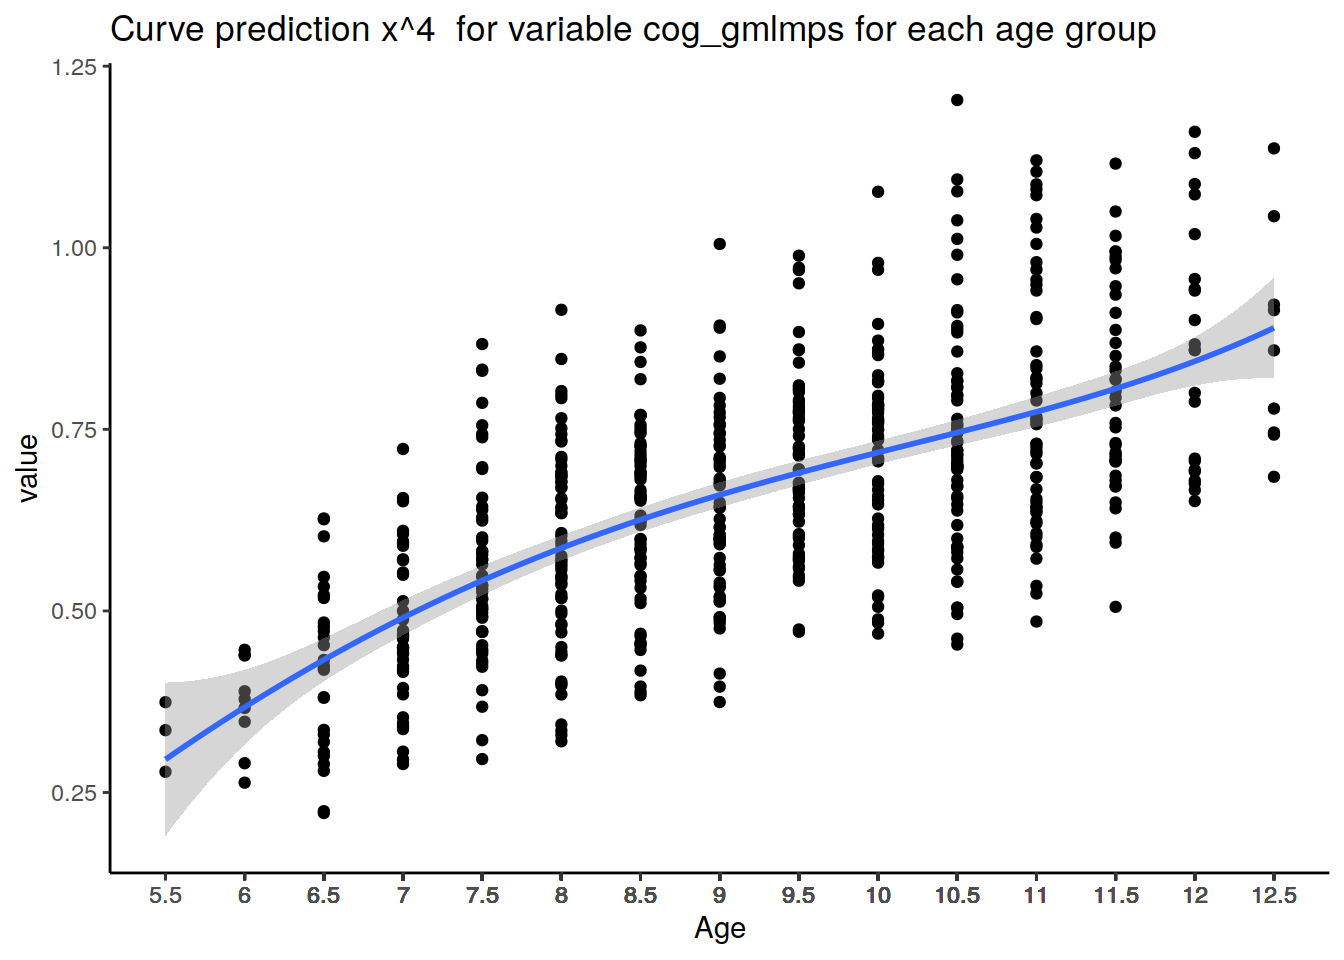 Curve prediction x^4  for variable cog_gmlmps for each age group
1.25
1.00
0.75
0.50
0.25
value
5.5 6 6.5 7 7.5 8 8.5 9 9.5 10 10.5 11 11.5 12 12.5
Age